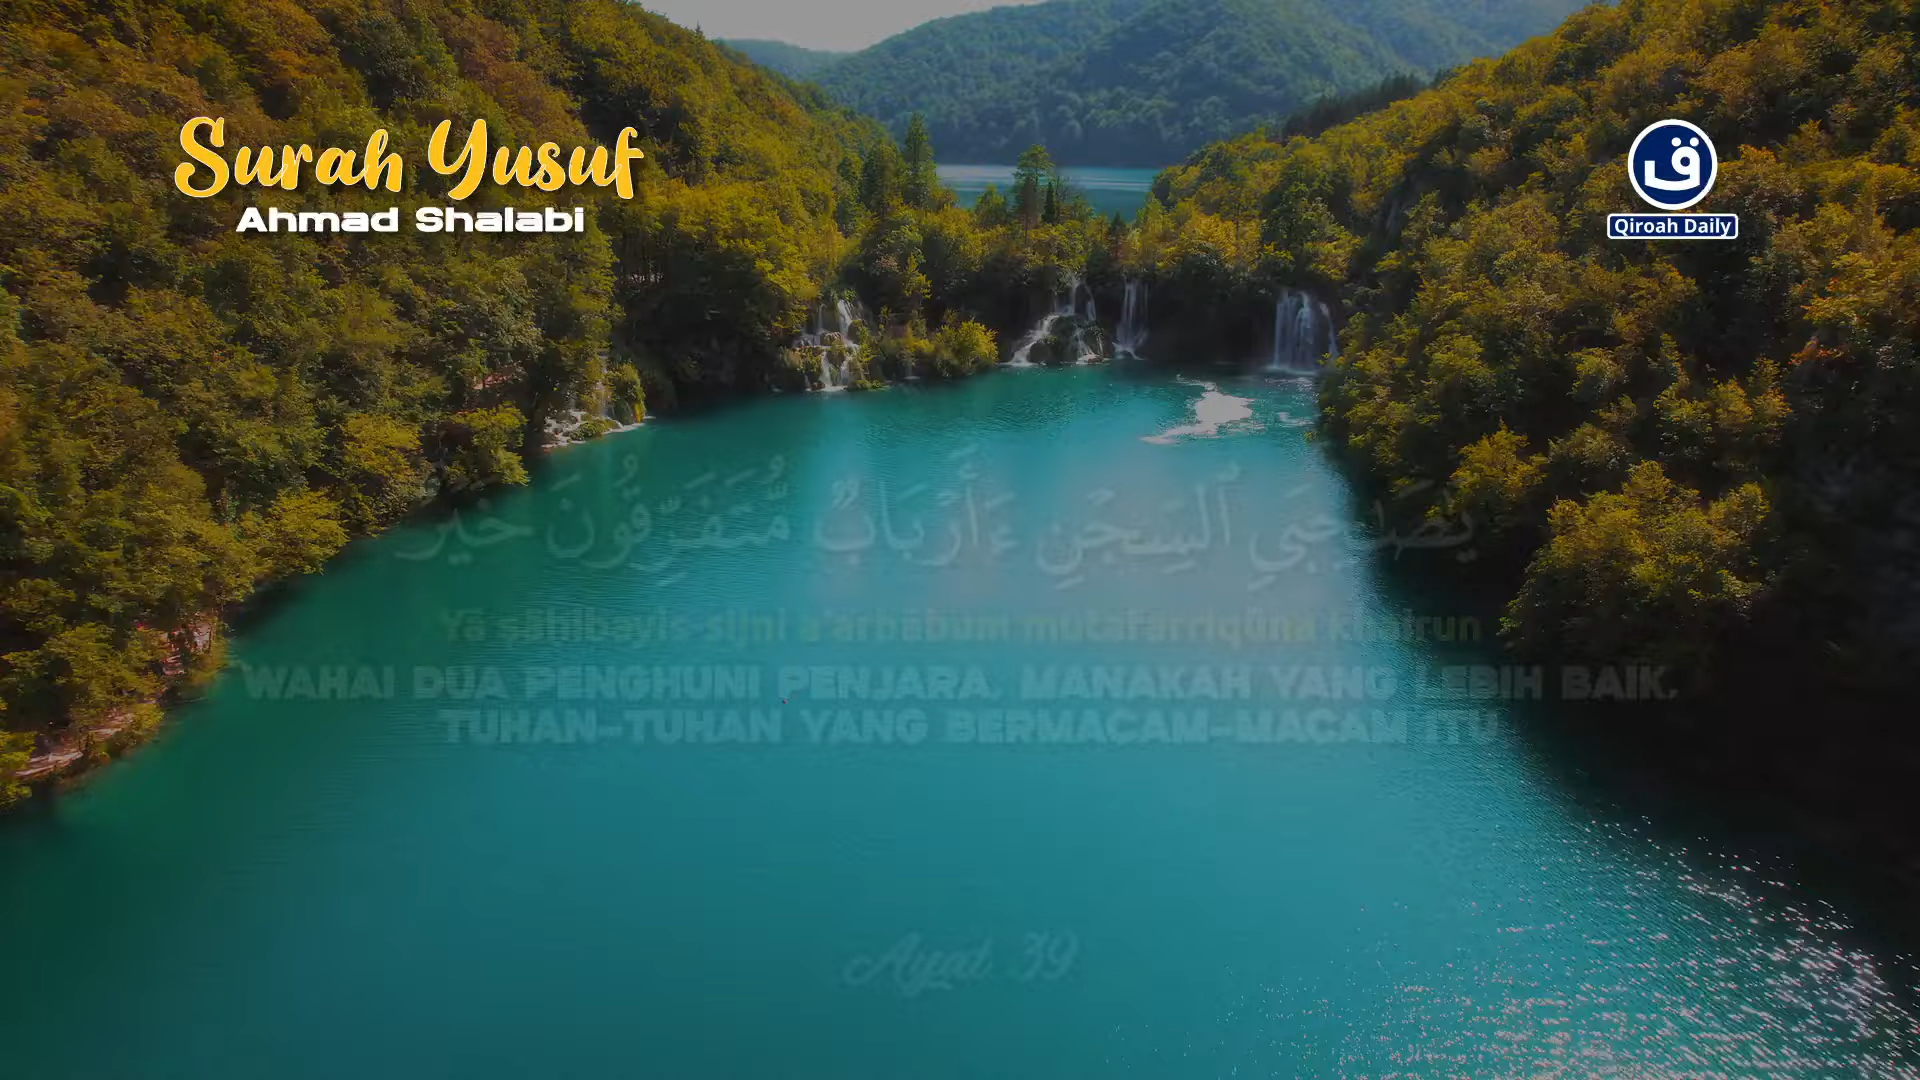 Surah Yusuf
Ahmad Shalabi
ق
Qiroah Daily
يَٰصَٰحِبَىِ ٱلسِّجْنِ ءَأَرْبَابٌ مُّتَفَرِّقُونَ خَيْرٌ
Yā ṣāḥibayis-sijni a'arbābum mutafarriqūna khairun
WAHAI DUA PENGHUNI PENJARA, MANAKAH YANG LEBIH BAIK,
TUHAN-TUHAN YANG BERMACAM-MACAM ITU
Ayat 39